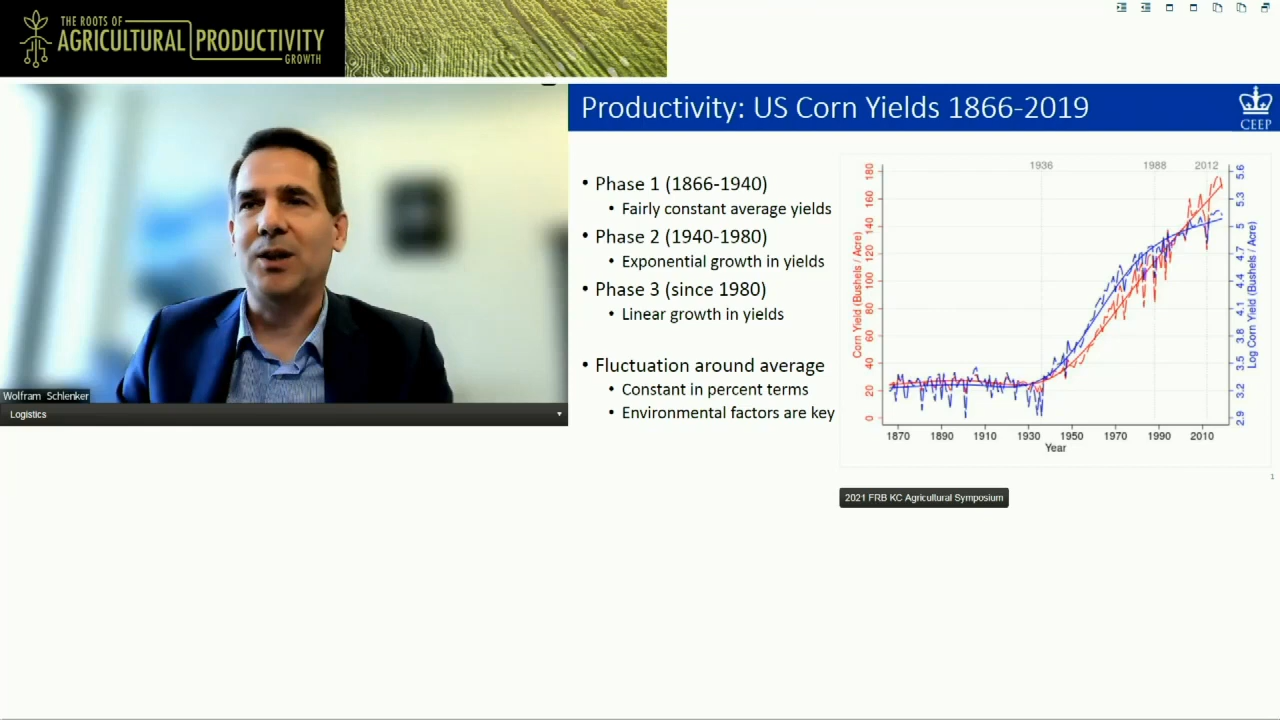 THE ROOTS OF
AGRICULTURAL PRODUCTIVITY
GROWTH
Productivity: US Corn Yields 1866-2019
CEEP
• Phase 1 (1866-1940)
• Fairly constant average yields
• Phase 2 (1940-1980)
• Exponential growth in yields
• Phase 3 (since 1980)
• Linear growth in yields
• Fluctuation around average
• Constant in percent terms
• Environmental factors are key
1936 1988 2012
Corn Yield (Bushels / Acre)
0 20 40 60 80 100 120 140 160 180
Log Corn Yield (Bushels / Acre)
2.9 3.2 3.5 3.8 4.1 4.4 4.7 5 5.3 5.6
1870 1890 1910 1930 1950 1970 1990 2010
Year
1
Wolfram Schlenker
Logistics
2021 FRB KC Agricultural Symposium